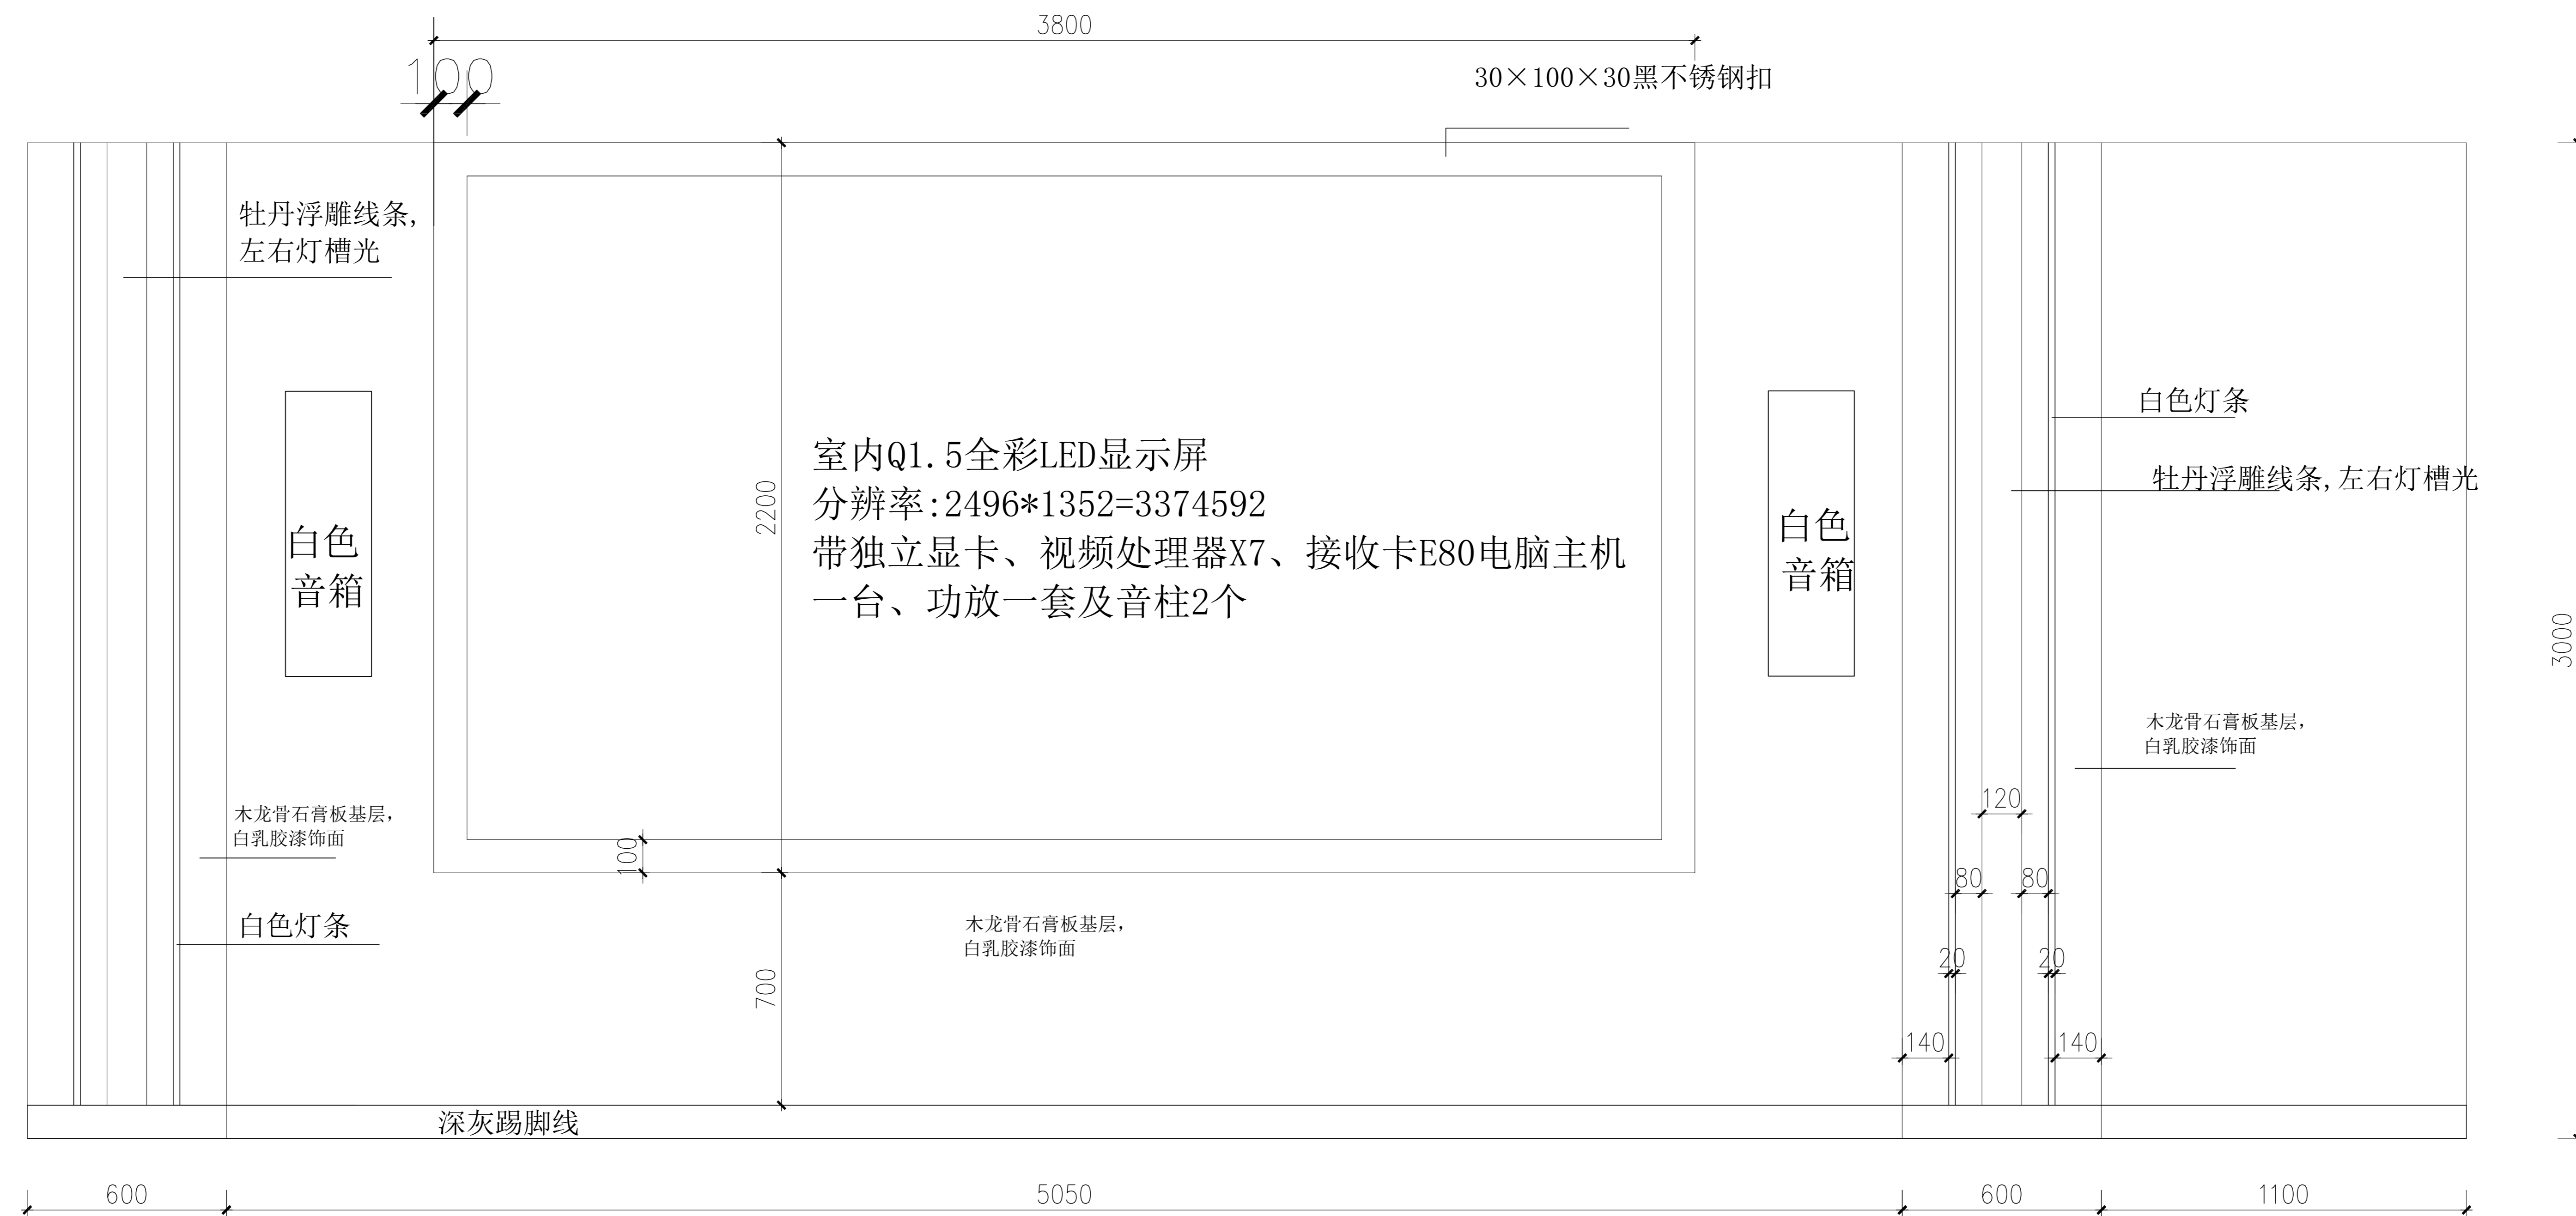 3800
100
30×100×30黑不锈钢扣
牡丹浮雕线条,
左右灯槽光
白色
音箱
室内Q1.5全彩LED显示屏
分辨率:2496*1352=3374592
带独立显卡、视频处理器X7、接收卡E80电脑主机
一台、功放一套及音柱2个
2200
白色
音箱
白色灯条
牡丹浮雕线条,左右灯槽光
3000
木龙骨石膏板基层,
白乳胶漆饰面
120
木龙骨石膏板基层,
白乳胶漆饰面
100
80
80
白色灯条
木龙骨石膏板基层,
白乳胶漆饰面
700
20
20
140
140
深灰踢脚线
600
5050
600
1100